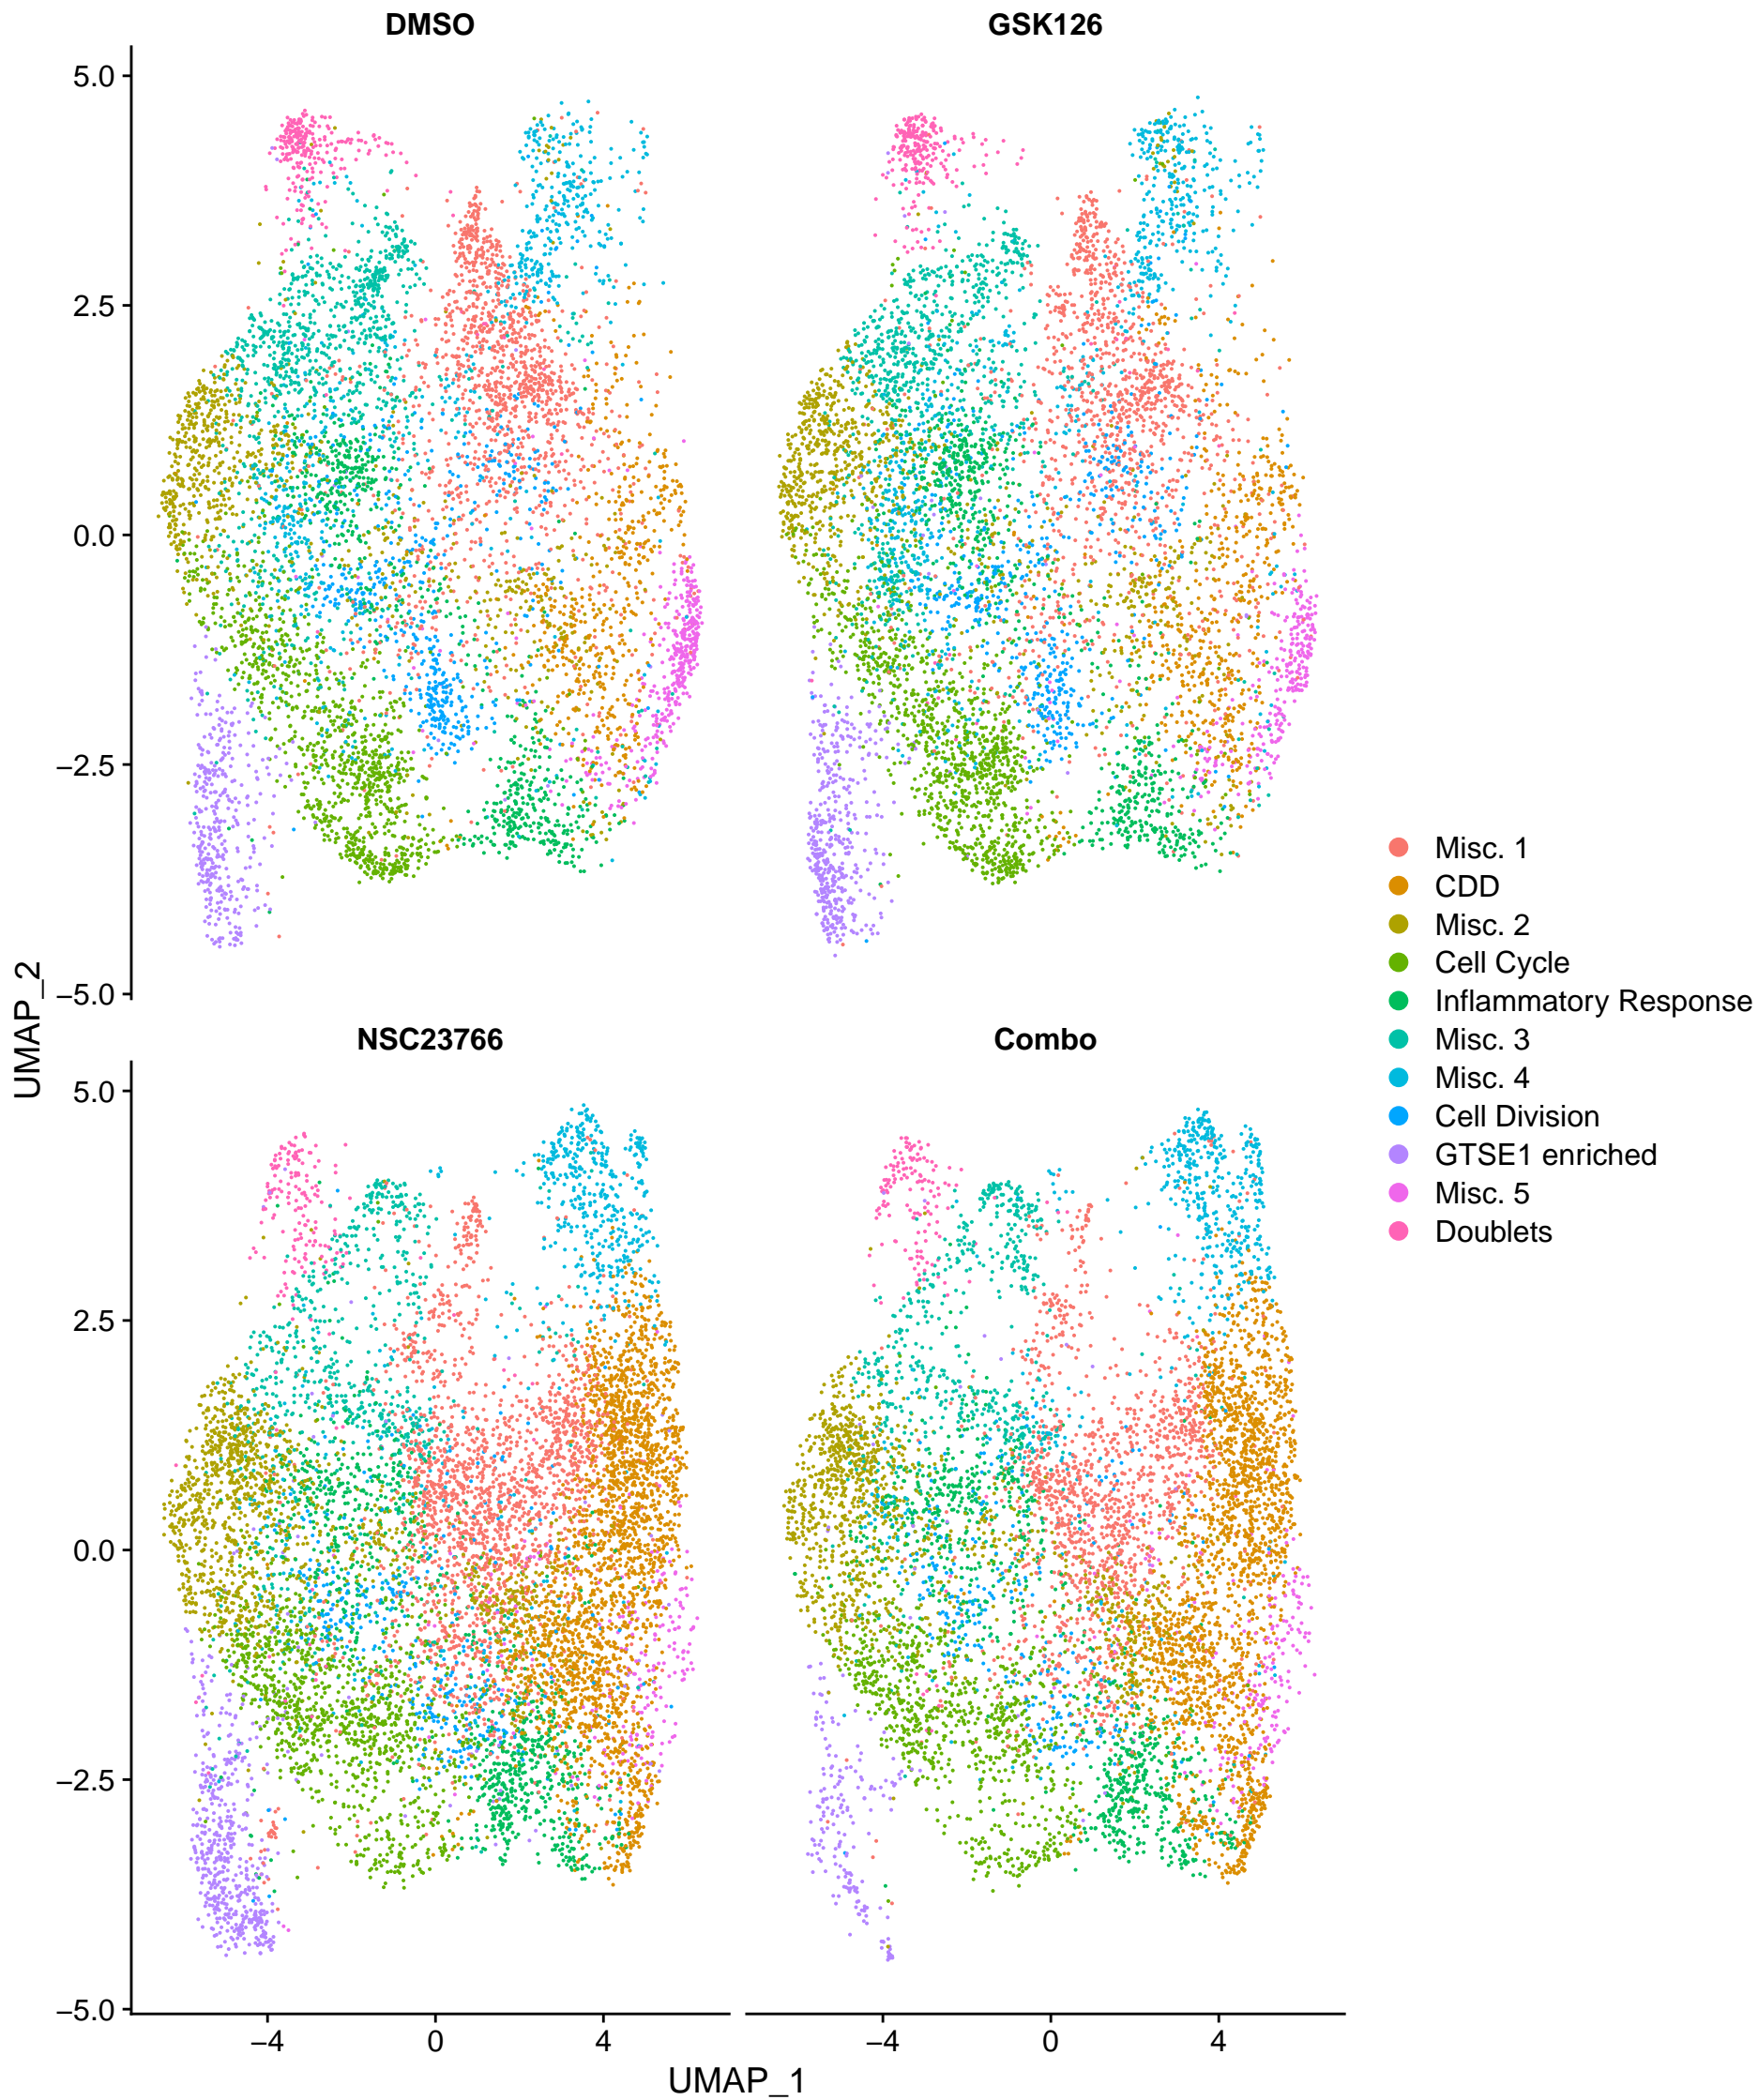 DMSO
GSK126
5.0
2.5
0.0
−2.5
−5.0
NSC23766
Combo
5.0
2.5
0.0
−2.5
−5.0
−4
0
4
−4
0
4
UMAP_1
UMAP_2
Misc. 1
CDD
Misc. 2
Cell Cycle
Inflammatory Response
Misc. 3
Misc. 4
Cell Division
GTSE1 enriched
Misc. 5
Doublets